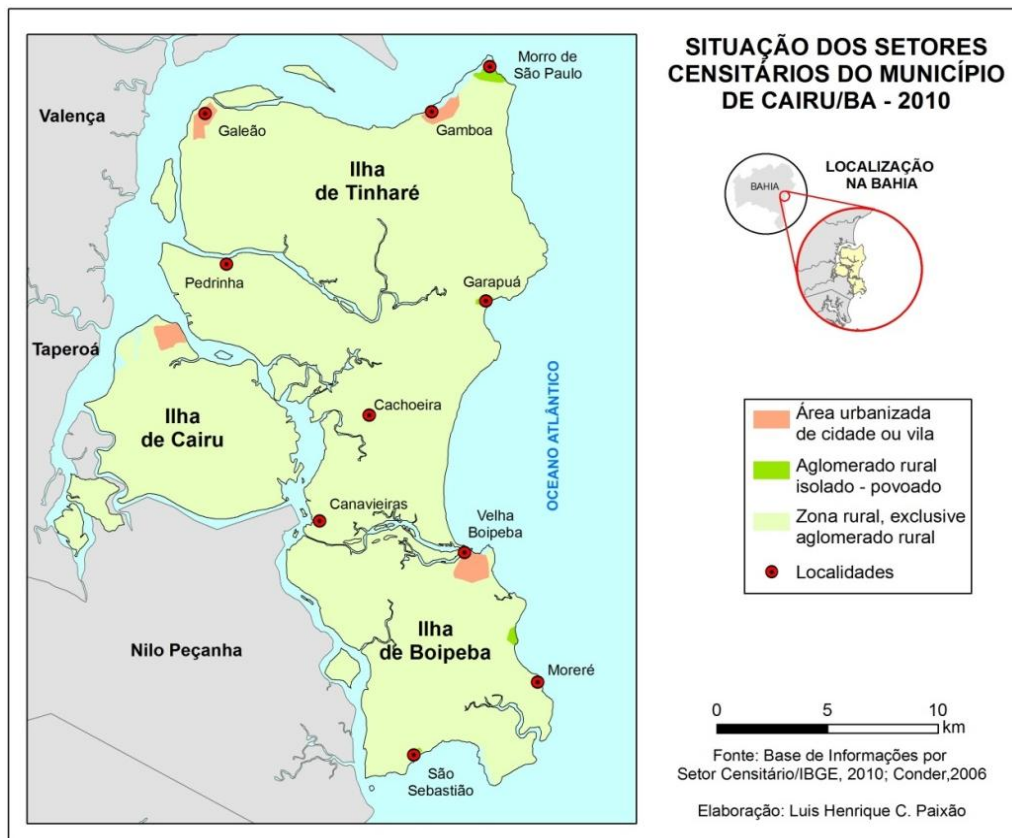 SITUAÇÃO DOS SETORES
CENSITÁRIOS DO MUNICÍPIO
DE CAIRU/BA - 2010
LOCALIZAÇÃO
NA BAHIA
BAHIA
Valença
Taperoá
Nilo Peçanha
Morro de
São Paulo
Galeão
Gamboa
Ilha
de Tinharé
Pedrinha
Garapuá
Ilha
de Cairu
Cachoeira
OCEANO ATLÂNTICO
Canavieiras
Velha
Boipeba
Ilha
de Boipeba
Moreré
São
Sebastião
Área urbanizada
de cidade ou vila
Aglomerado rural
isolado - povoado
Zona rural, exclusive
aglomerado rural
Localidades
0 5 10
km
Fonte: Base de Informações por
Setor Censitário/IBGE, 2010; Conder,2006
Elaboração: Luis Henrique C. Paixão